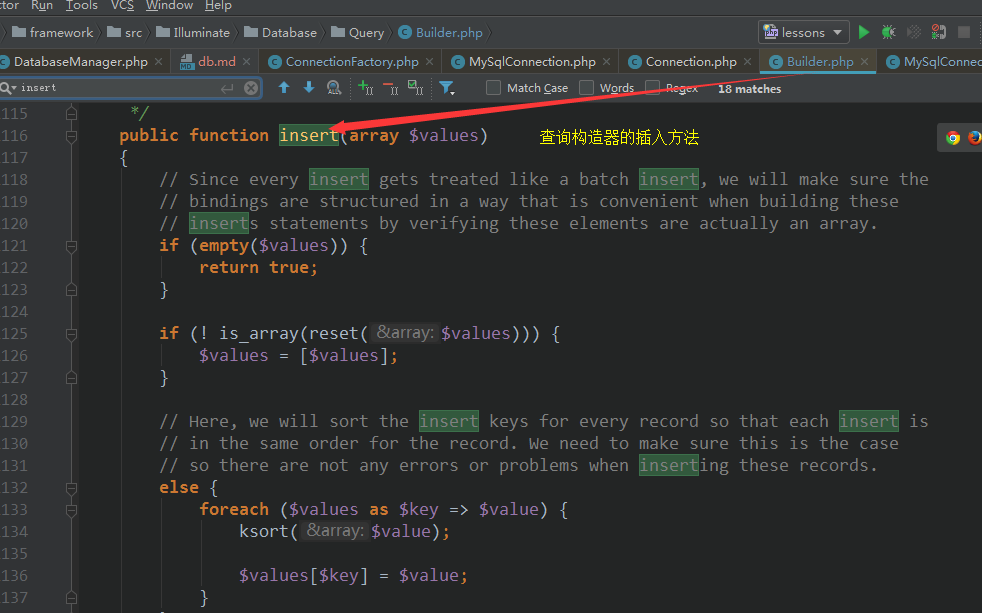 ctor Run Tools VCS Window Help
framework src Illuminate Database Query Builder.php lessons
DatabaseManager.php db.md ConnectionFactory.php MySqlConnection.php Connection.php Builder.php MySqlConnec
insert Match Case Words Regex 18 matches
115 */
116 public function insert(array $values) 查询构造器的插入方法
117 {
118 // Since every insert gets treated like a batch insert, we will make sure the
119 // bindings are structured in a way that is convenient when building these
120 // inserts statements by verifying these elements are actually an array.
121 if (empty($values)) {
122 return true;
123 }
124
125 if (! is_array(reset( &array: $values))) {
126 $values = [$values];
127 }
128
129 // Here, we will sort the insert keys for every record so that each insert is
130 // in the same order for the record. We need to make sure this is the case
131 // so there are not any errors or problems when inserting these records.
132 else {
133 foreach ($values as $key => $value) {
134 ksort( &array: $value);
135
136 $values[$key] = $value;
137 }